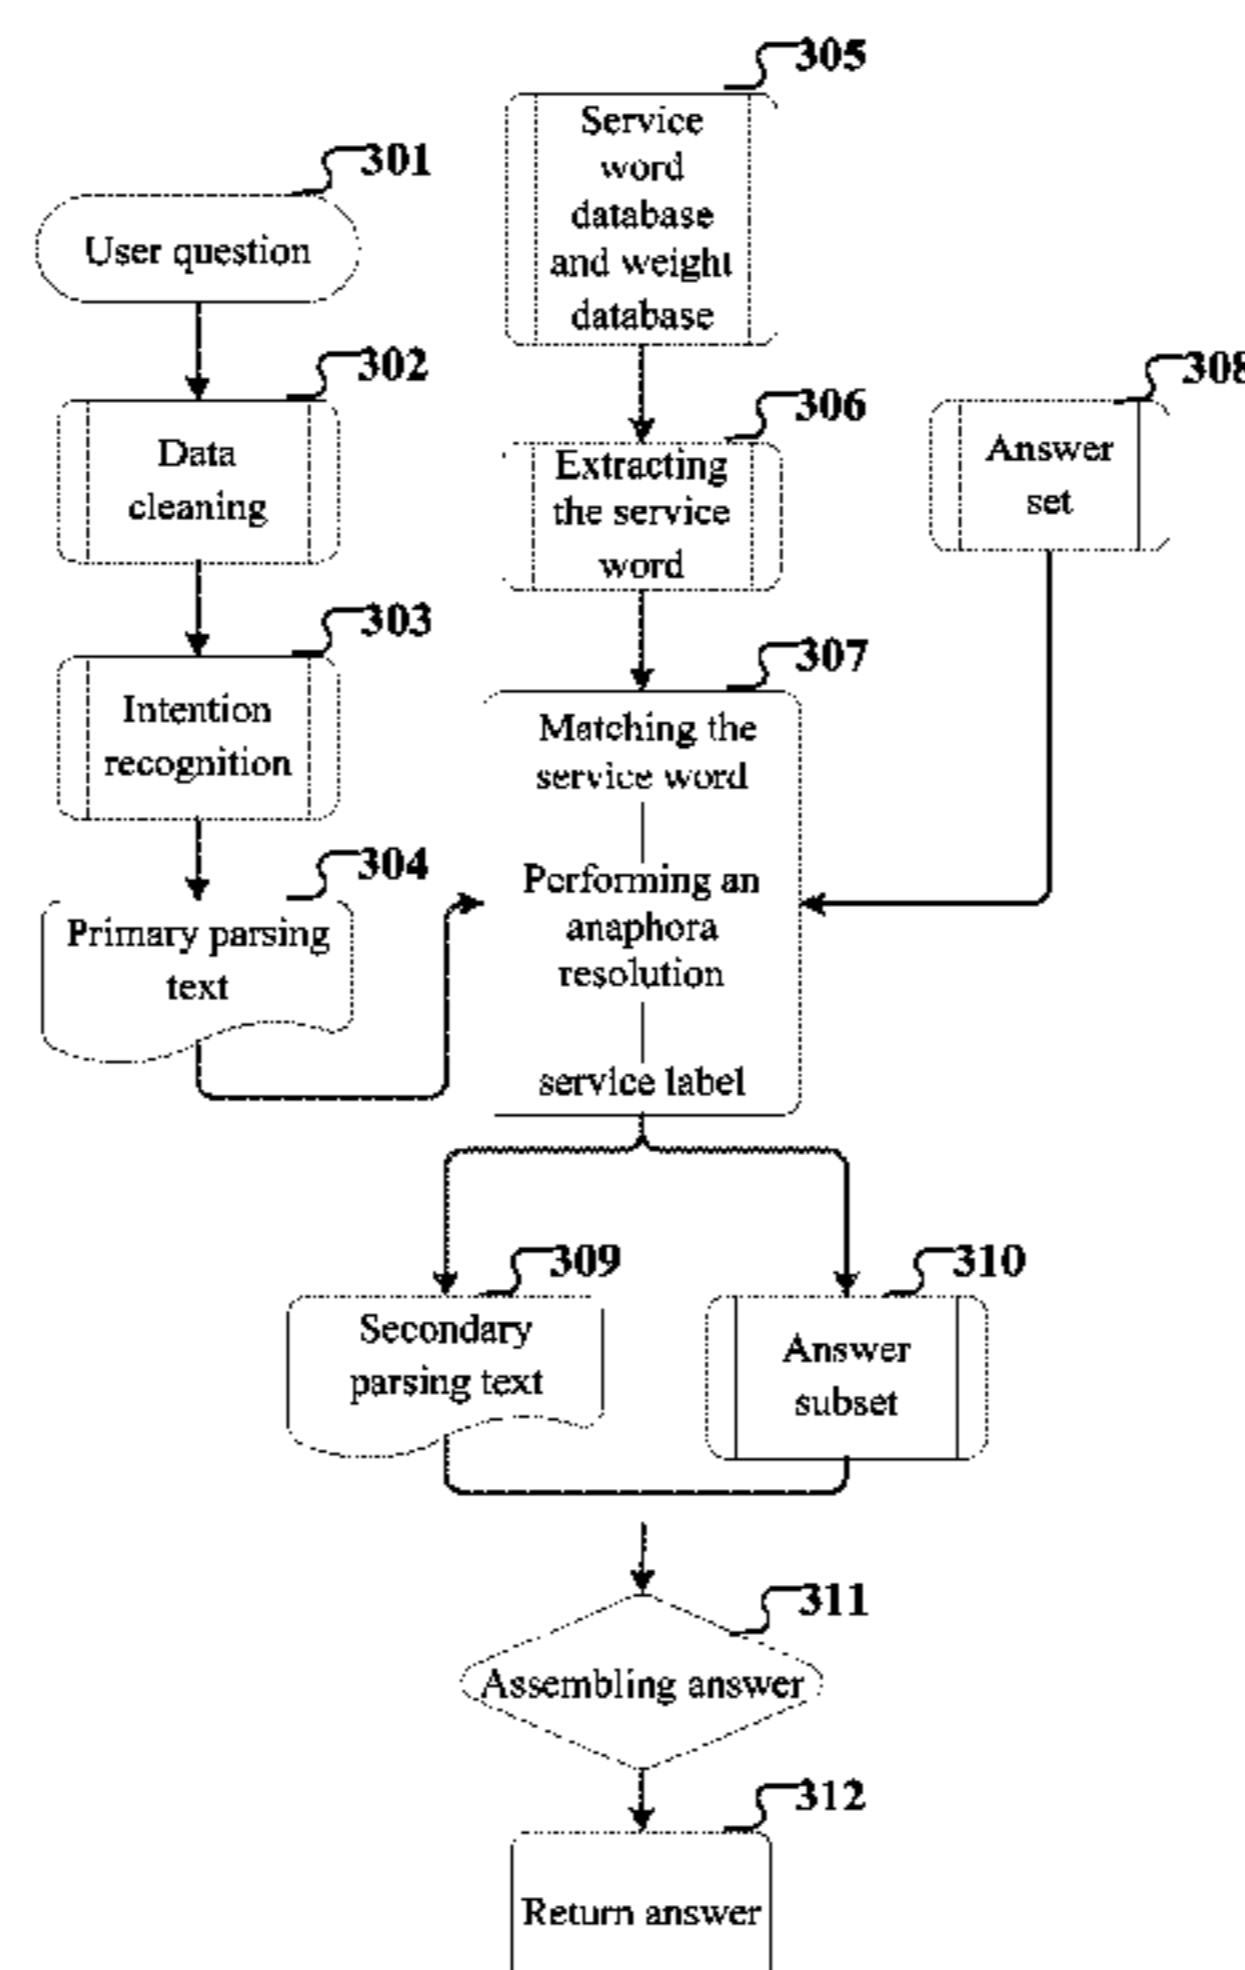 301
User question
302
Data
cleaning
303
Intention
recognition
304
Primary parsing
text
305
Service
word
database
and weight
database
306
Extracting
the service
word
307
Matching the
service word
Performing an
anaphora
resolution
service label
308
Answer
set
309
Secondary
parsing text
310
Answer
subset
311
Assembling answer
312
Return answer